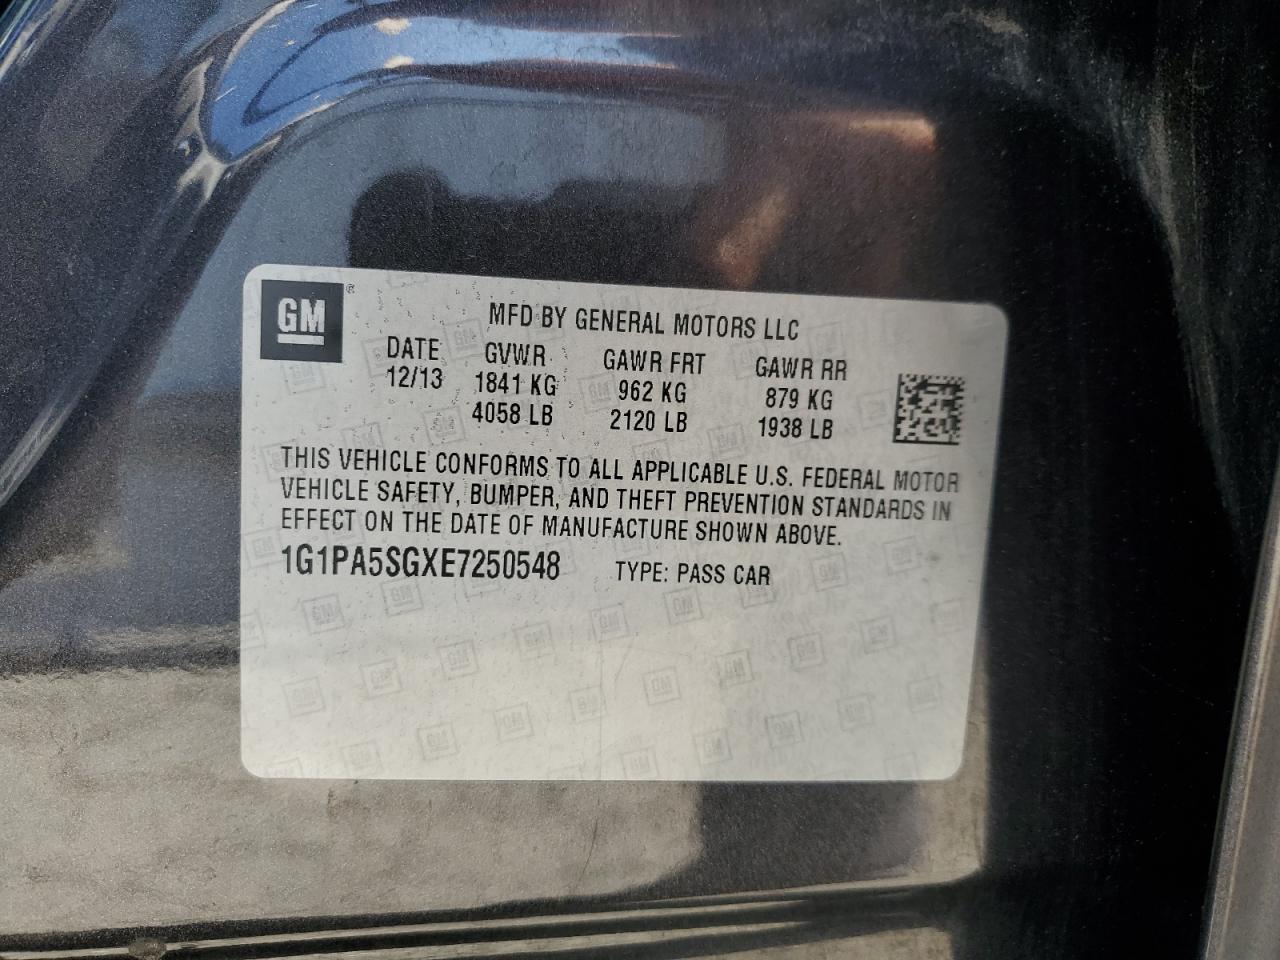 GM®
MFD BY GENERAL MOTORS LLC
DATE GVWR GAWR FRT GAWR RR
12/13 1841 KG 962 KG 879 KG
4058 LB 2120 LB 1938 LB
THIS VEHICLE CONFORMS TO ALL APPLICABLE U.S. FEDERAL MOTOR
VEHICLE SAFETY, BUMPER, AND THEFT PREVENTION STANDARDS IN
EFFECT ON THE DATE OF MANUFACTURE SHOWN ABOVE.
1G1PA5SGXE7250548 TYPE: PASS CAR